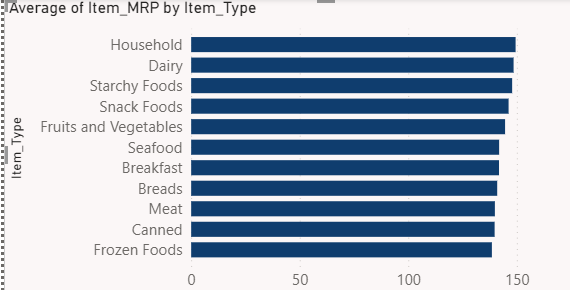 Average of Item_MRP by Item_Type
Item_Type
Household
Dairy
Starchy Foods
Snack Foods
Fruits and Vegetables
Seafood
Breakfast
Breads
Meat
Canned
Frozen Foods
0 50 100 150